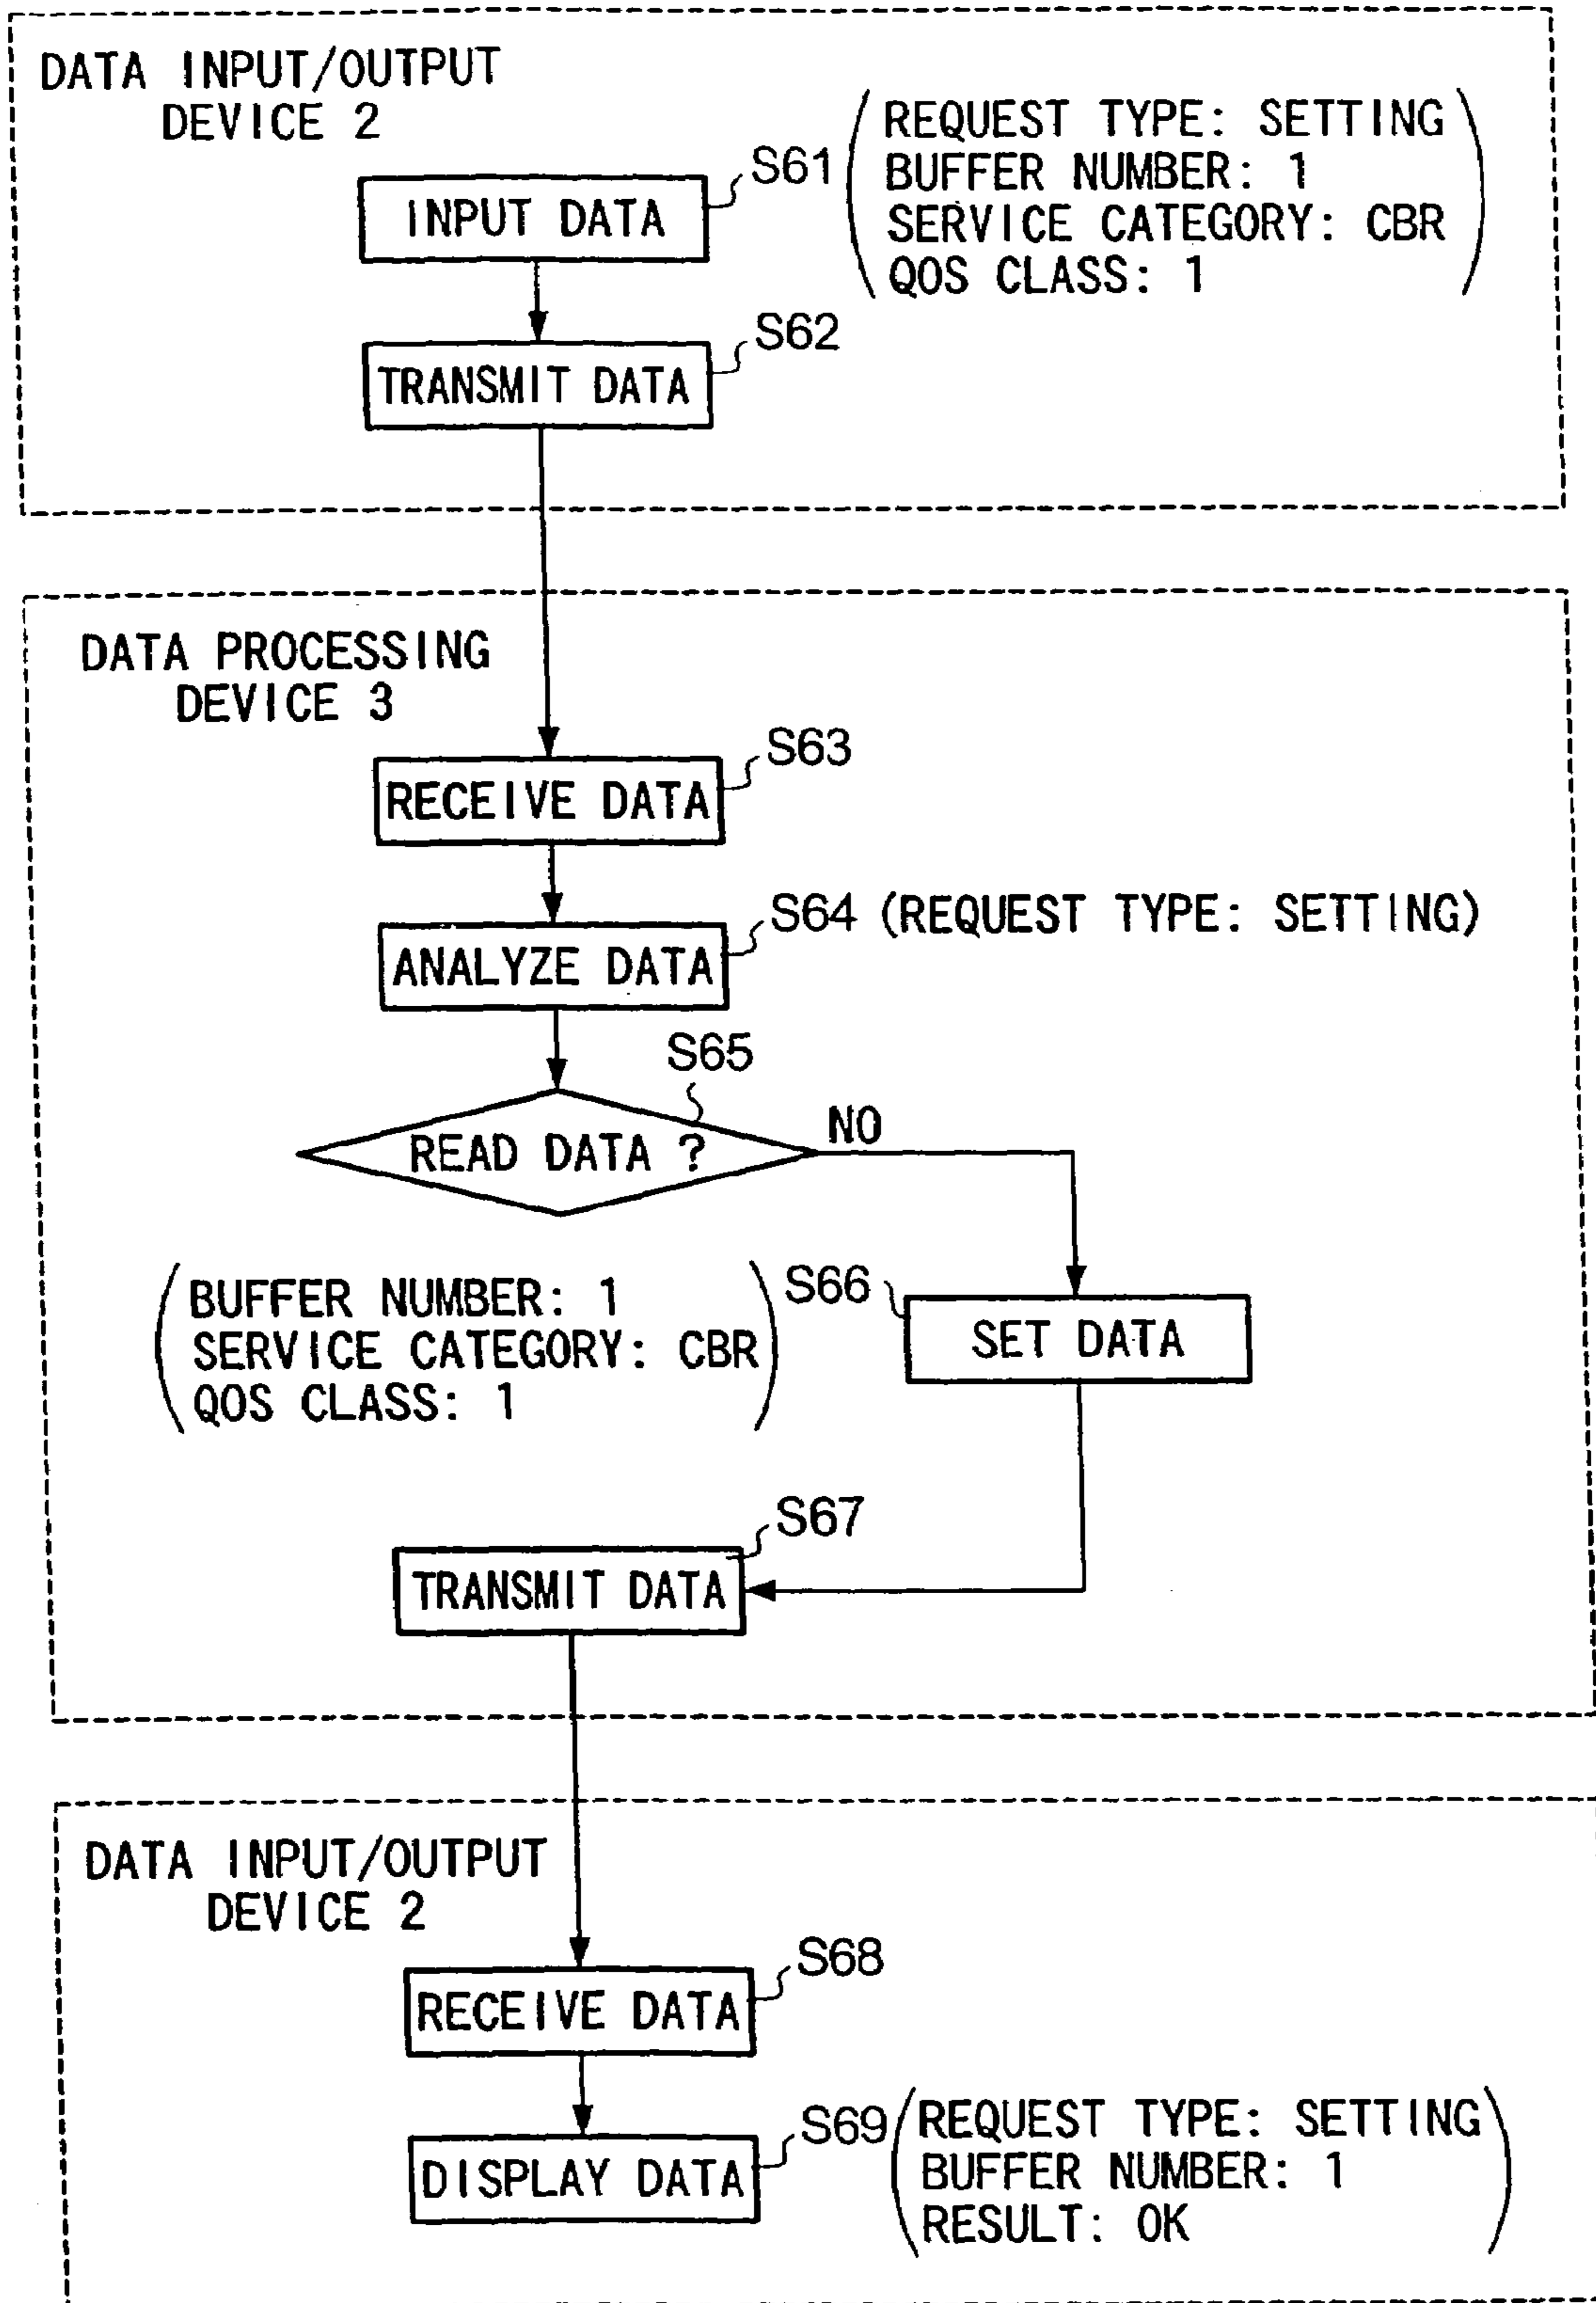 DATA INPUT/OUTPUT
DEVICE 2
INPUT DATA
S61
REQUEST TYPE: SETTING
BUFFER NUMBER: 1
SERVICE CATEGORY: CBR
QOS CLASS: 1
S62
TRANSMIT DATA
DATA PROCESSING
DEVICE 3
S63
RECEIVE DATA
S64 (REQUEST TYPE: SETTING)
ANALYZE DATA
S65
READ DATA ?
NO
BUFFER NUMBER: 1
SERVICE CATEGORY: CBR
QOS CLASS: 1
S66
SET DATA
S67
TRANSMIT DATA
DATA INPUT/OUTPUT
DEVICE 2
S68
RECEIVE DATA
S69
DISPLAY DATA
REQUEST TYPE: SETTING
BUFFER NUMBER: 1
RESULT: OK